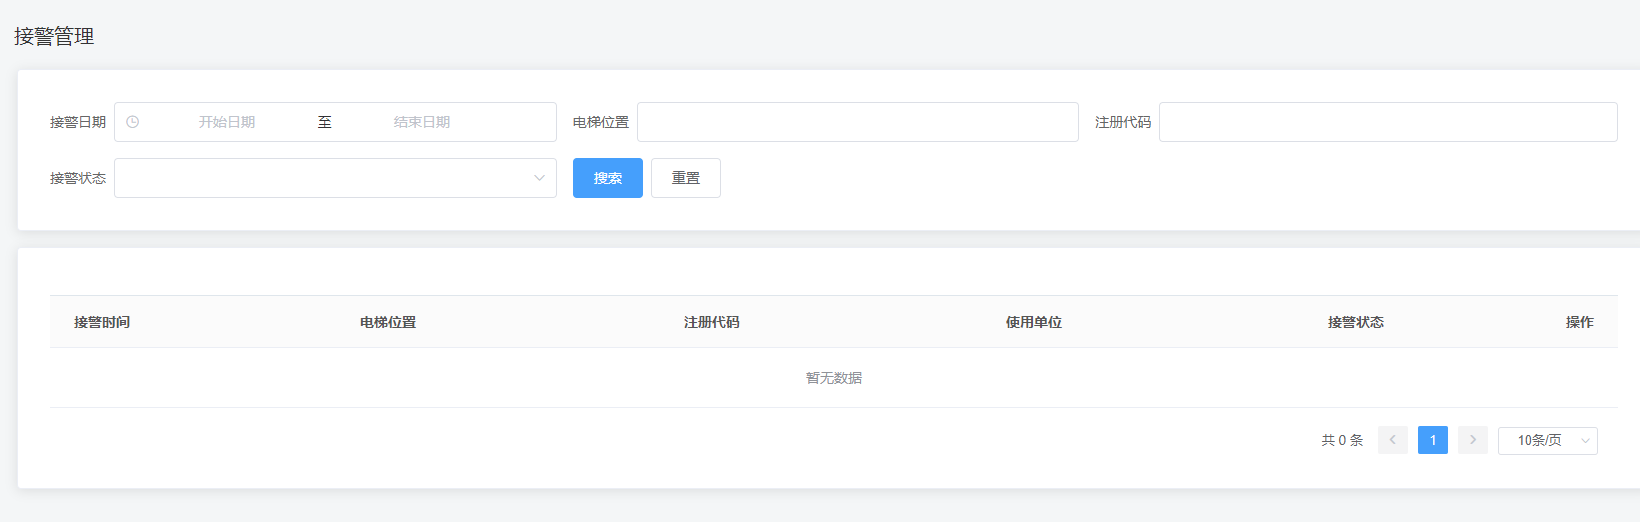 接警管理
接警日期 开始日期 至 结束日期 电梯位置 注册代码
接警状态 搜索 重置
接警时间 电梯位置 注册代码 使用单位 接警状态 操作
暂无数据
共 0 条 1 10条/页